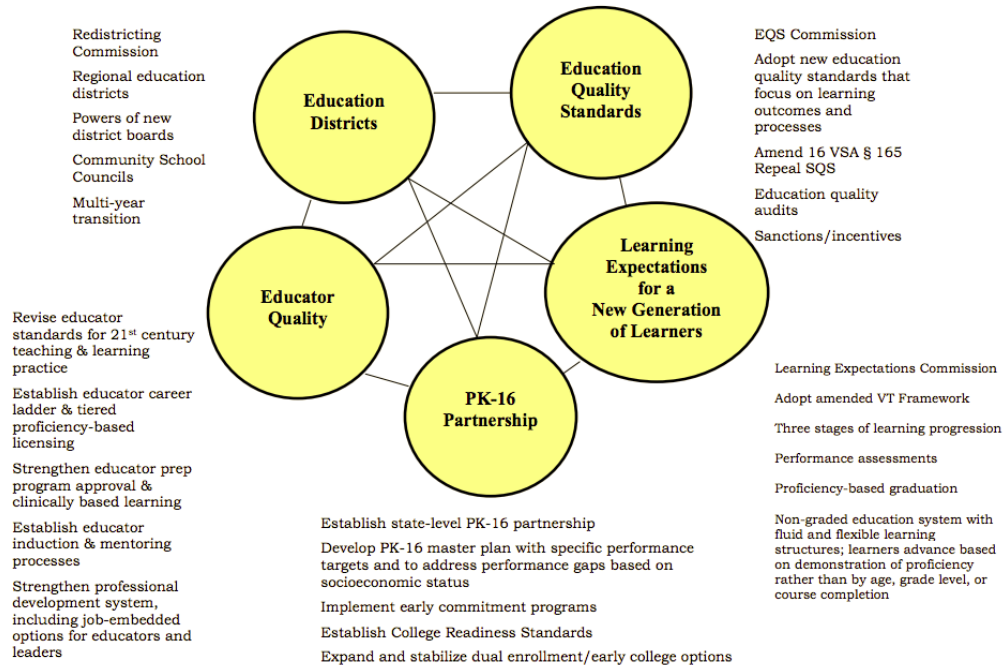 Redistricting
Commission
Regional education
districts
Powers of new
district boards
Community School
Councils
Multi-year
transition
Education
Districts
Education
Quality
Standards
EQS Commission
Adopt new education
quality standards that
focus on learning
outcomes and
processes
Amend 16 VSA § 165
Repeal SQS
Education quality
audits
Sanctions/incentives
Educator
Quality
Learning
Expectations
for a
New Generation
of Learners
PK-16
Partnership
Revise educator
standards for 21st century
teaching & learning
practice
Establish educator career
ladder & tiered
proficiency-based
licensing
Strengthen educator prep
program approval &
clinically based learning
Establish educator
induction & mentoring
processes
Strengthen professional
development system,
including job-embedded
options for educators and
leaders
Establish state-level PK-16 partnership
Develop PK-16 master plan with specific performance
targets and to address performance gaps based on
socioeconomic status
Implement early commitment programs
Establish College Readiness Standards
Expand and stabilize dual enrollment/early college options
Learning Expectations Commission
Adopt amended VT Framework
Three stages of learning progression
Performance assessments
Proficiency-based graduation
Non-graded education system with
fluid and flexible learning
structures; learners advance based
on demonstration of proficiency
rather than by age, grade level, or
course completion